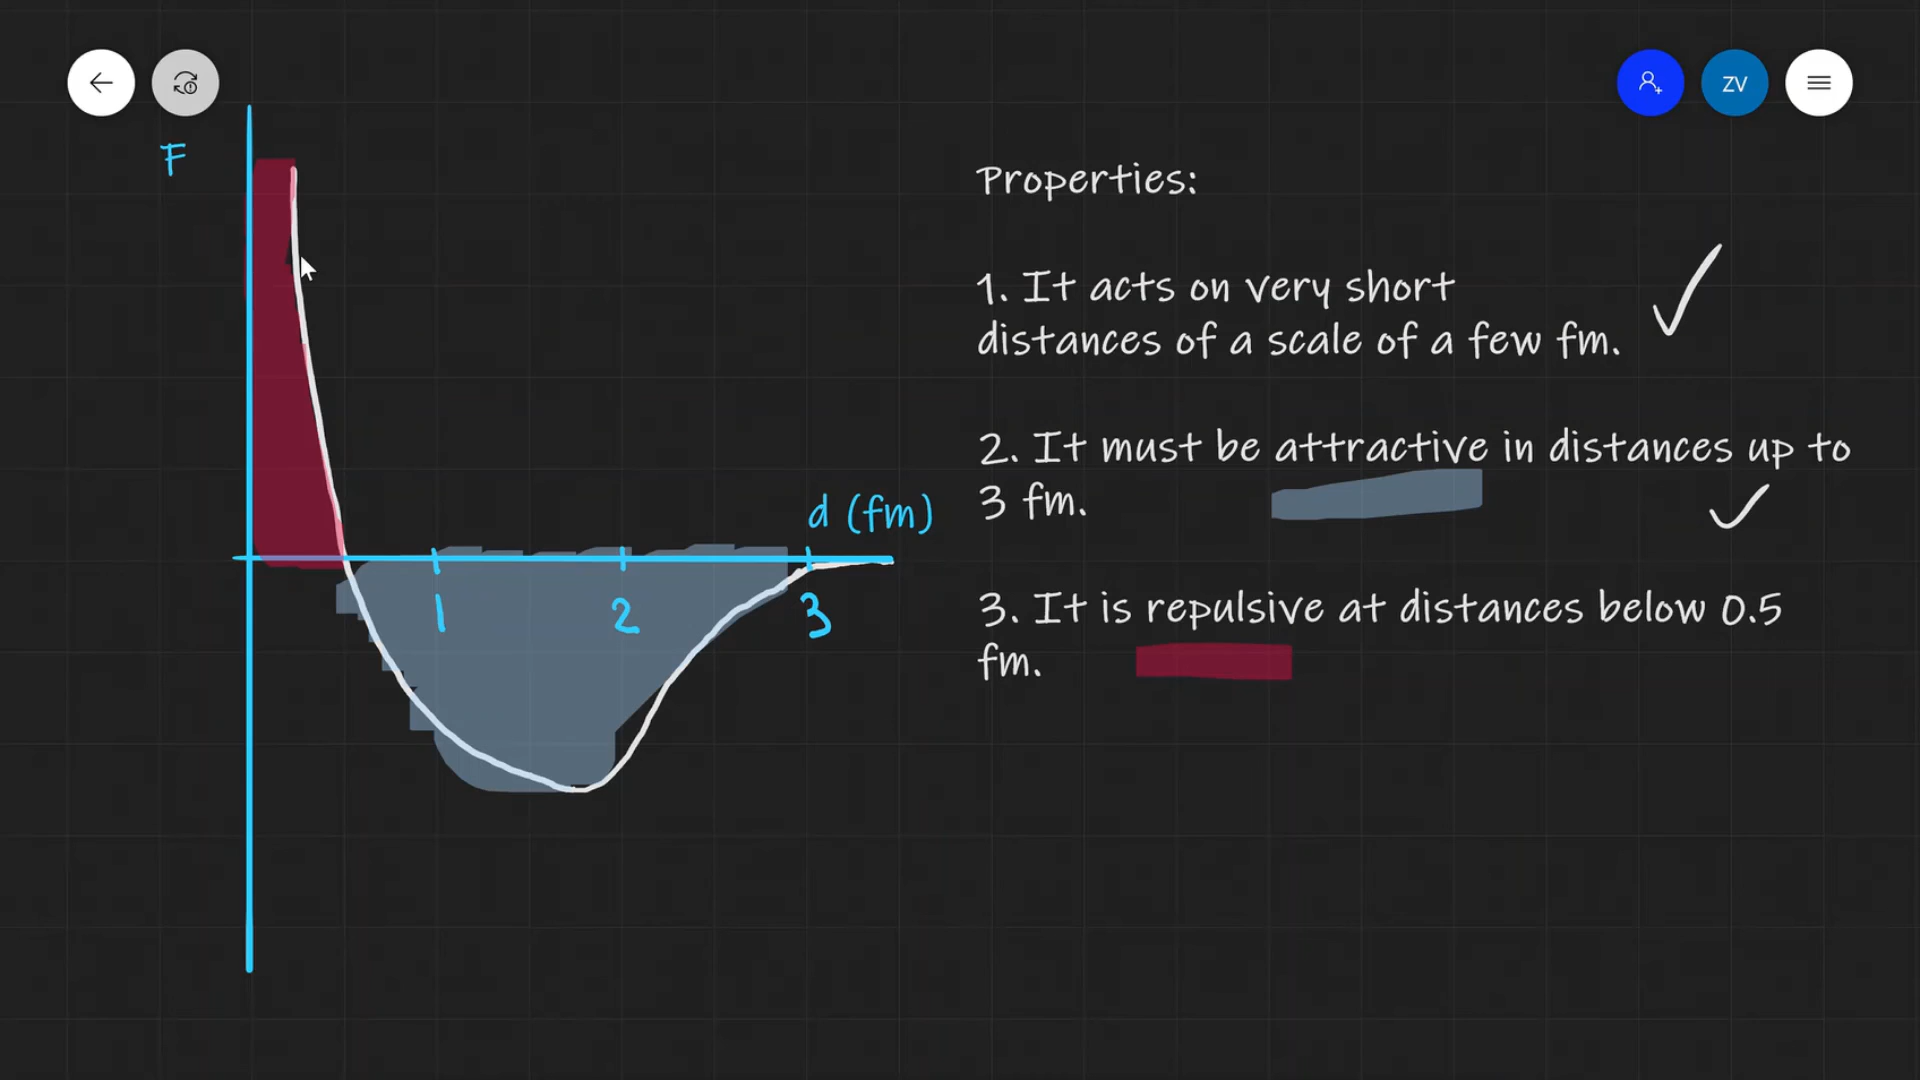 ZV
F
Properties:
1. It acts on very short
distances of a scale of a few fm.
2. It must be attractive in distances up to
3 fm.
d (fm)
1 2 3
3. It is repulsive at distances below 0.5
fm.